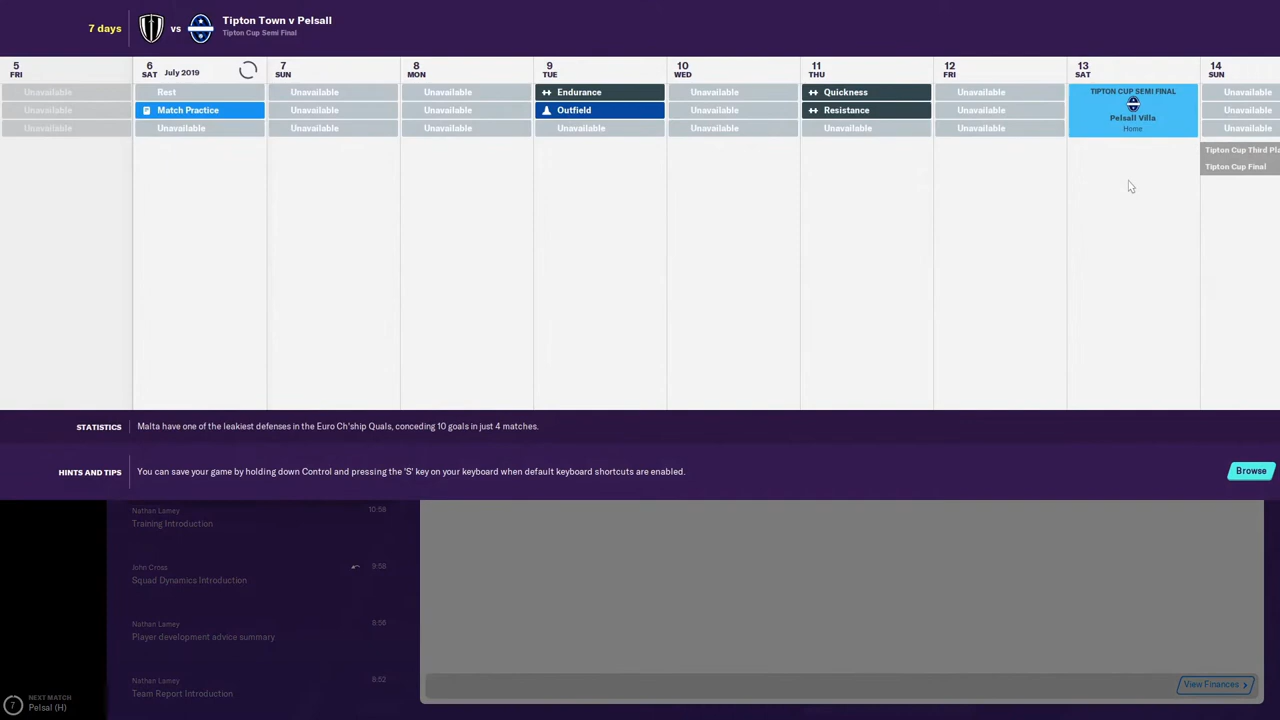 7 days
vs
Tipton Town v Pelsall
Tipton Cup Semi Final
5
FRI
6
SAT July 2019
7
SUN
8
MON
9
TUE
10
WED
11
THU
12
FRI
13
SAT
14
SUN
Unavailable
Rest
Unavailable
Unavailable
Endurance
Unavailable
Quickness
Unavailable
TIPTON CUP SEMI FINAL
Unavailable
Unavailable
Match Practice
Unavailable
Unavailable
Outfield
Unavailable
Resistance
Unavailable
Pelsall Villa
Unavailable
Unavailable
Unavailable
Unavailable
Unavailable
Unavailable
Unavailable
Unavailable
Unavailable
Home
Unavailable
Tipton Cup Third Pla
Tipton Cup Final
STATISTICS
Malta have one of the leakiest defenses in the Euro Ch'ship Quals, conceding 10 goals in just 4 matches.
HINTS AND TIPS
You can save your game by holding down Control and pressing the 'S' key on your keyboard when default keyboard shortcuts are enabled.
Browse
Nathan Lamey 10:58
Training Introduction
John Cross 9:58
Squad Dynamics Introduction
Nathan Lamey 8:56
Player development advice summary
Nathan Lamey 8:52
Team Report Introduction
View Finances
7
NEXT MATCH
Pelsal (H)